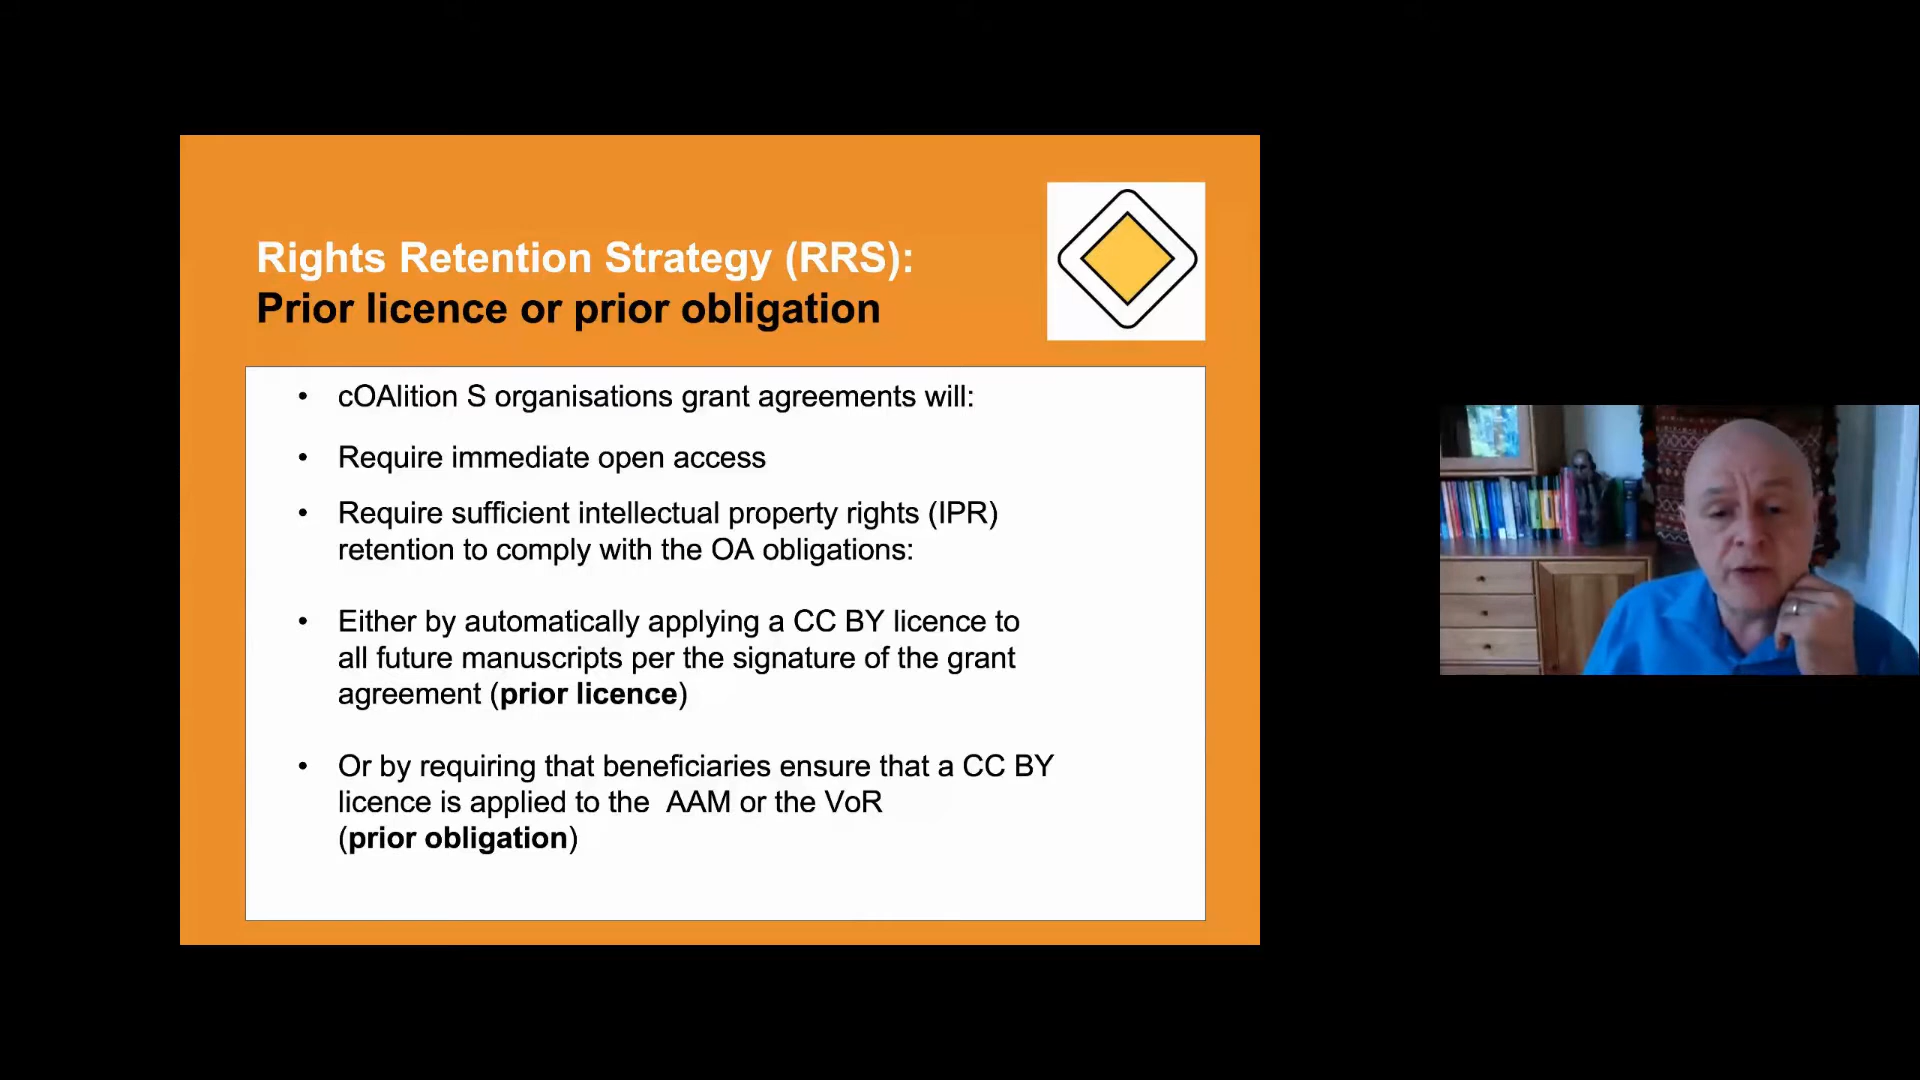 Rights Retention Strategy (RRS):
Prior licence or prior obligation
• cOAlition S organisations grant agreements will:
• Require immediate open access
• Require sufficient intellectual property rights (IPR)
retention to comply with the OA obligations:
• Either by automatically applying a CC BY licence to
all future manuscripts per the signature of the grant
agreement (prior licence)
• Or by requiring that beneficiaries ensure that a CC BY
licence is applied to the AAM or the VoR
(prior obligation)